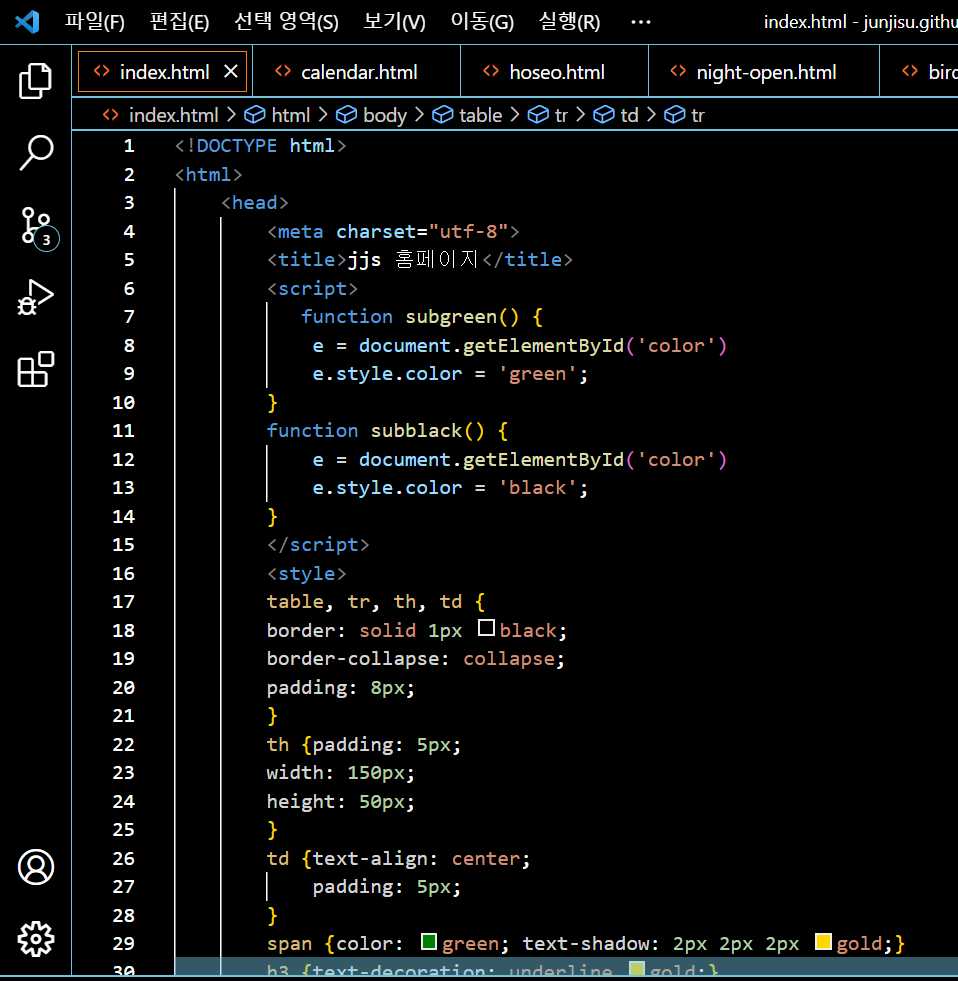 파일(F) 편집(E) 선택 영역(S) 보기(V) 이동(G) 실행(R) ··· index.html - junjisu.githu
index.html calendar.html hoseo.html night-open.html bird
index.html > html > body > table > tr > td > tr
1 <!DOCTYPE html>
2 <html>
3 <head>
4 <meta charset="utf-8">
5 <title>jjs 홈페이지</title>
6 <script>
7 function subgreen() {
8 e = document.getElementById('color')
9 e.style.color = 'green';
10 }
11 function subblack() {
12 e = document.getElementById('color')
13 e.style.color = 'black';
14 }
15 </script>
16 <style>
17 table, tr, th, td {
18 border: solid 1px black;
19 border-collapse: collapse;
20 padding: 8px;
21 }
22 th {padding: 5px;
23 width: 150px;
24 height: 50px;
25 }
26 td {text-align: center;
27 padding: 5px;
28 }
29 span {color: green; text-shadow: 2px 2px 2px gold;}
30 h3 {text-decoration: underline gold;}
3